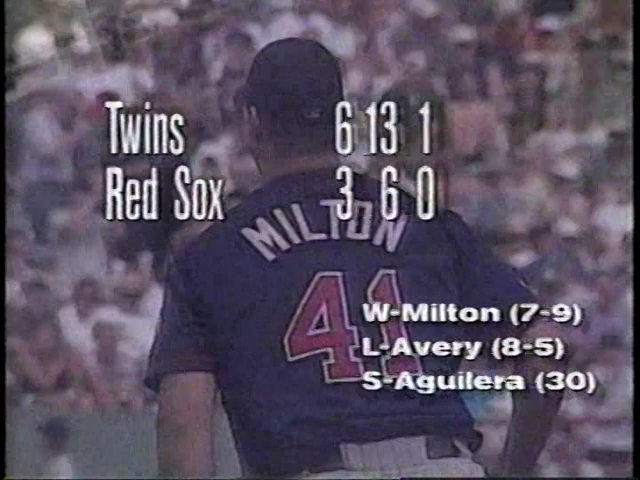 Twins 6 13 1
Red Sox 3 6 0
MILTON
41
W-Milton (7-9)
L-Avery (8-5)
S-Aguilera (30)